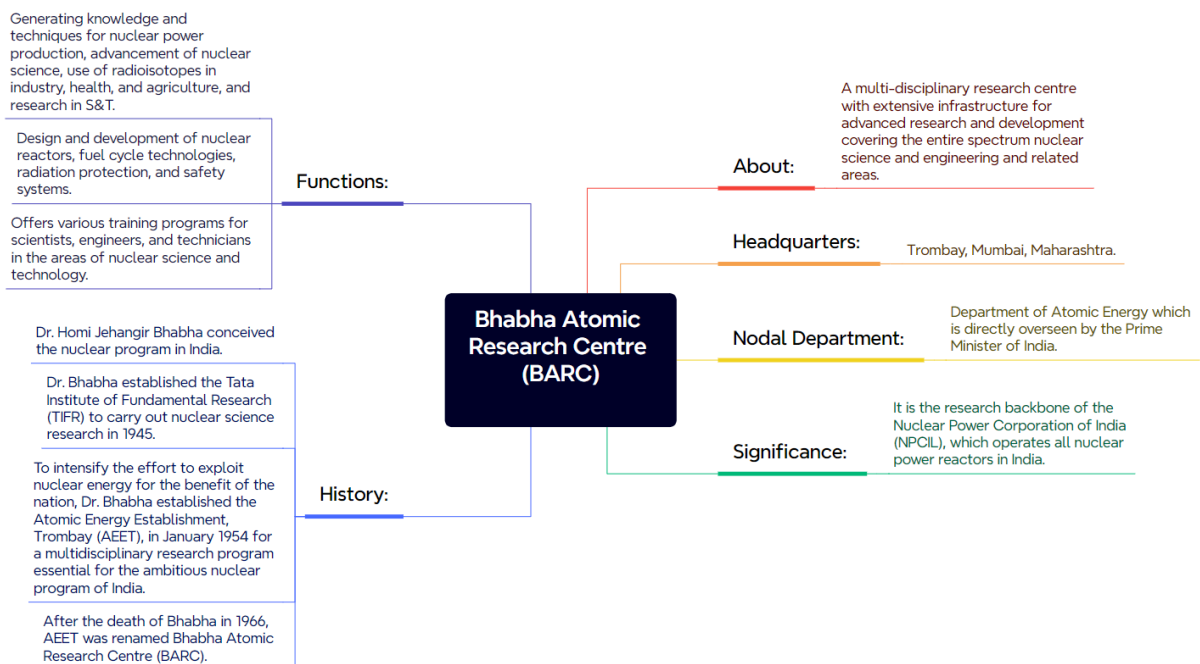 Bhabha Atomic
Research Centre
(BARC)
About:
A multi-disciplinary research centre
with extensive infrastructure for
advanced research and development
covering the entire spectrum nuclear
science and engineering and related
areas.
Headquarters:
Trombay, Mumbai, Maharashtra.
Nodal Department:
Department of Atomic Energy which
is directly overseen by the Prime
Minister of India.
Significance:
It is the research backbone of the
Nuclear Power Corporation of India
(NPCIL), which operates all nuclear
power reactors in India.
Functions:
Generating knowledge and
techniques for nuclear power
production, advancement of nuclear
science, use of radioisotopes in
industry, health, and agriculture, and
research in S&T.
Design and development of nuclear
reactors, fuel cycle technologies,
radiation protection, and safety
systems.
Offers various training programs for
scientists, engineers, and technicians
in the areas of nuclear science and
technology.
History:
Dr. Homi Jehangir Bhabha conceived
the nuclear program in India.
Dr. Bhabha established the Tata
Institute of Fundamental Research
(TIFR) to carry out nuclear science
research in 1945.
To intensify the effort to exploit
nuclear energy for the benefit of the
nation, Dr. Bhabha established the
Atomic Energy Establishment,
Trombay (AEET), in January 1954 for
a multidisciplinary research program
essential for the ambitious nuclear
program of India.
After the death of Bhabha in 1966,
AEET was renamed Bhabha Atomic
Research Centre (BARC).